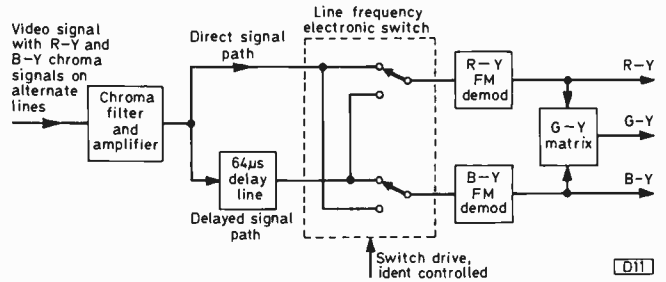 Video signal
with R-Y and
B-Y chroma
signals on
alternate
lines
Chroma
filter
and
amplifier
Direct signal
path
64µs
delay
line
Delayed signal
path
Line frequency
electronic switch
Switch drive,
ident controlled
R-Y
FM
demod
B-Y
FM
demod
G-Y
matrix
R-Y
G-Y
B-Y
D11